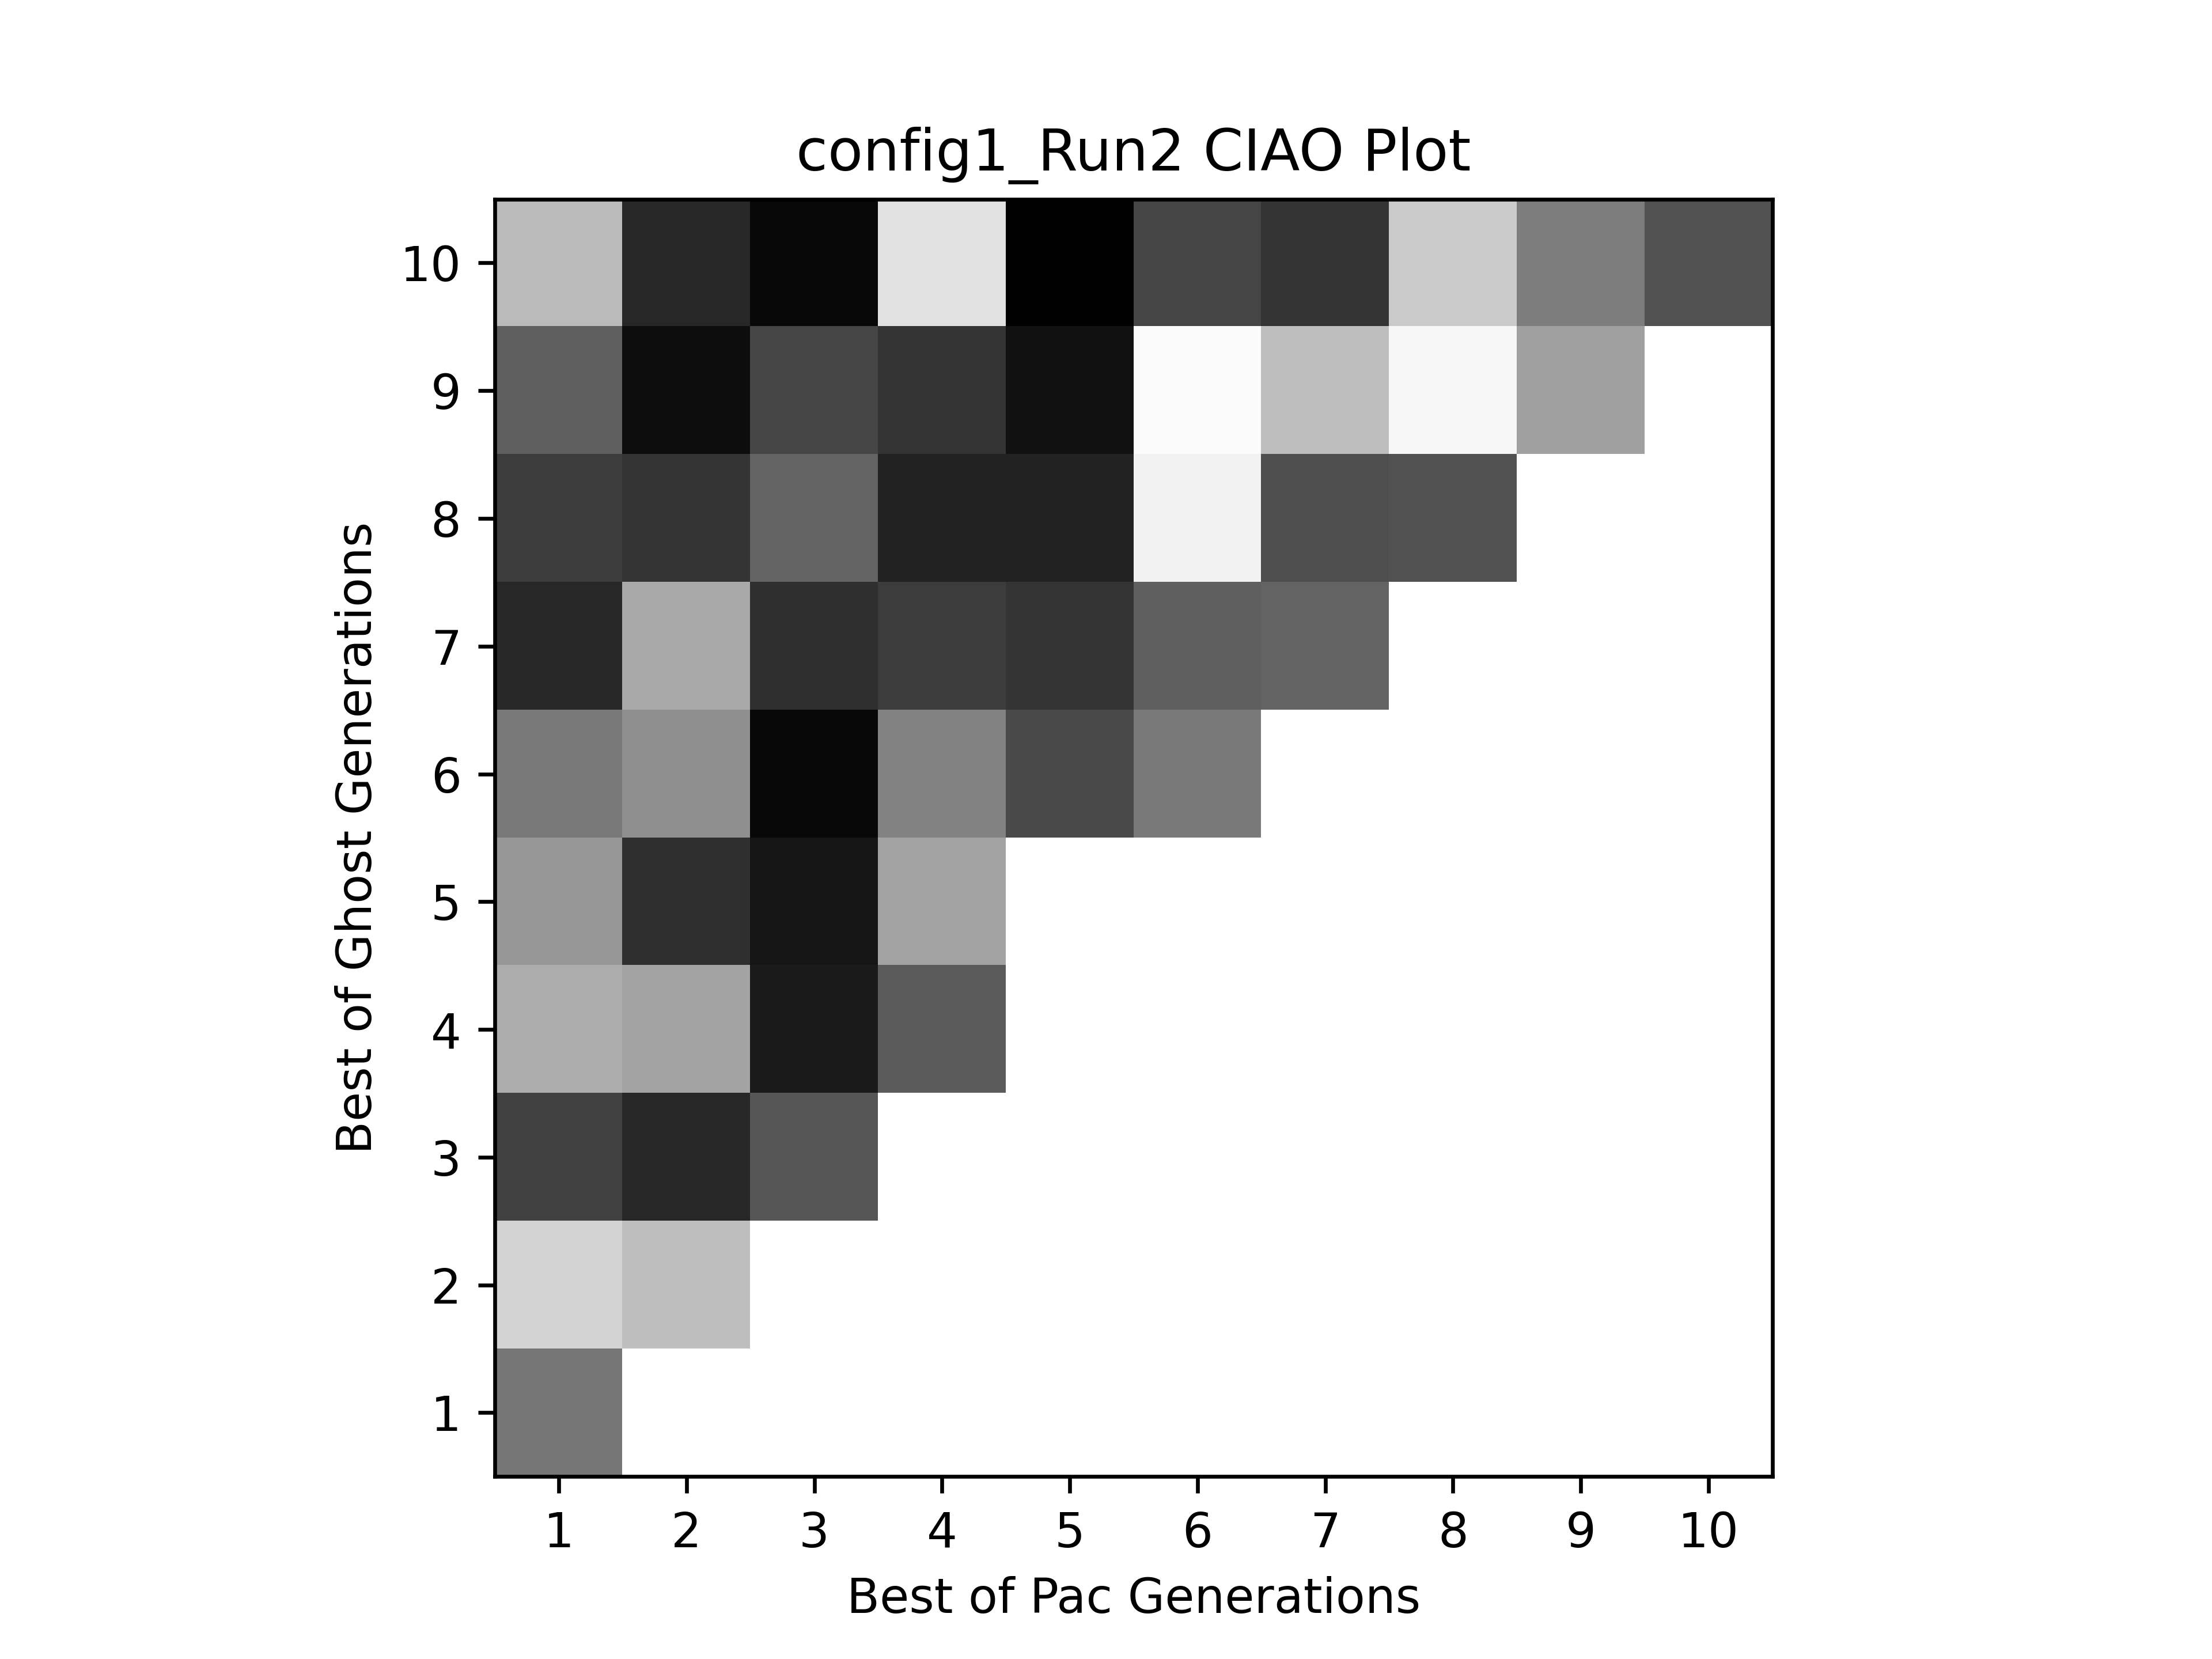 config1_Run2 CIAO Plot
Best of Ghost Generations
10
9
8
7
6
5
4
3
2
1
1 2 3 4 5 6 7 8 9 10
Best of Pac Generations